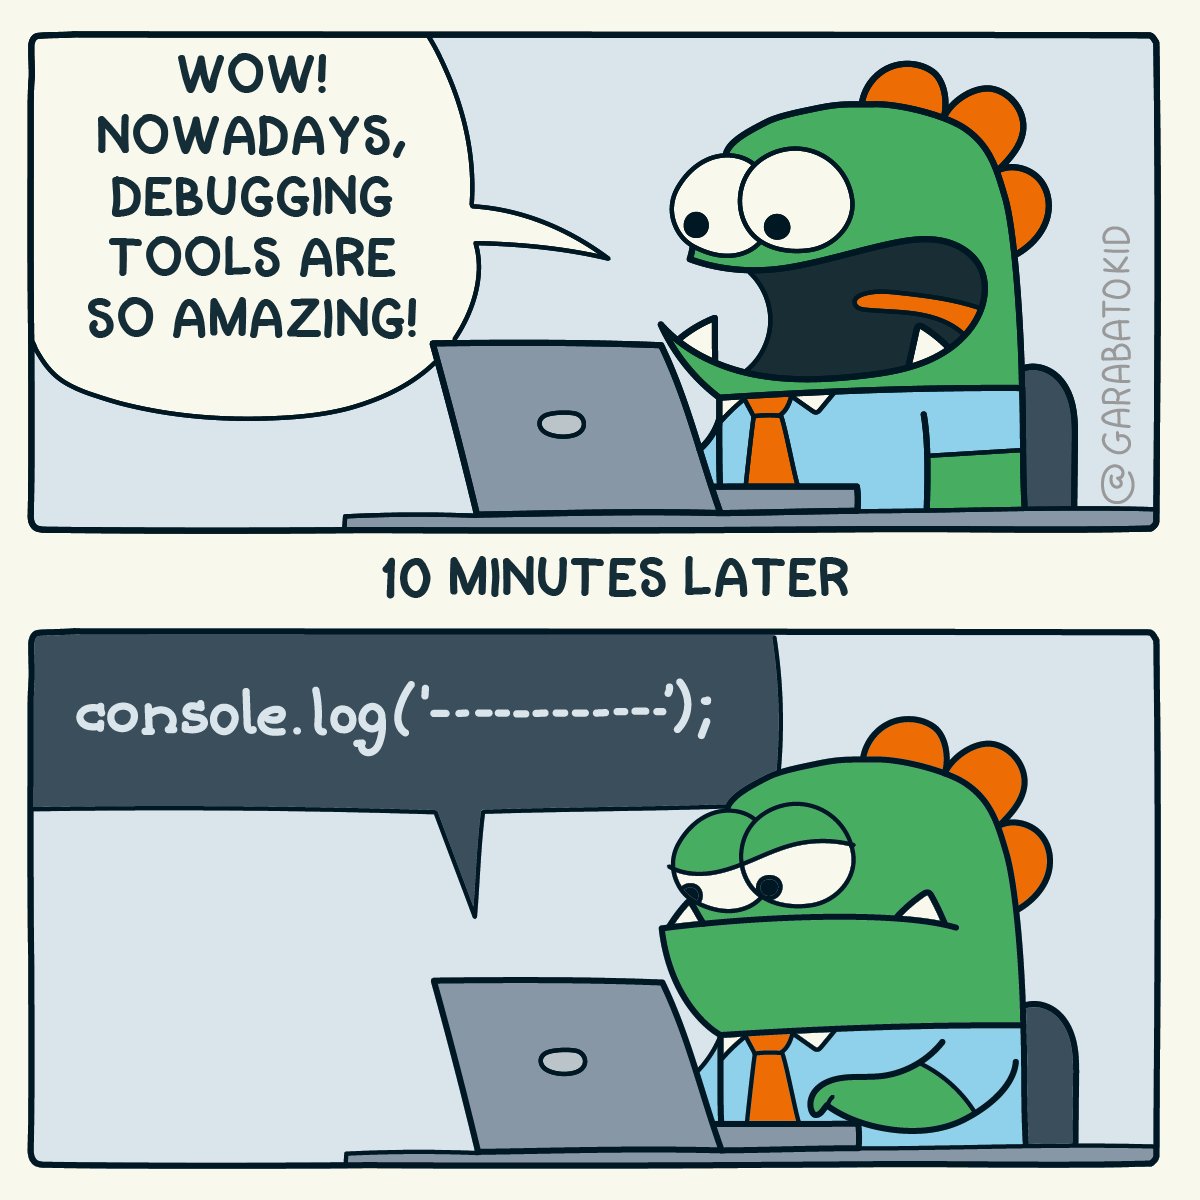 WOW!
NOWADAYS,
DEBUGGING
TOOLS ARE
SO AMAZING!
@GARABATOKID
10 MINUTES LATER
console.log('------------');